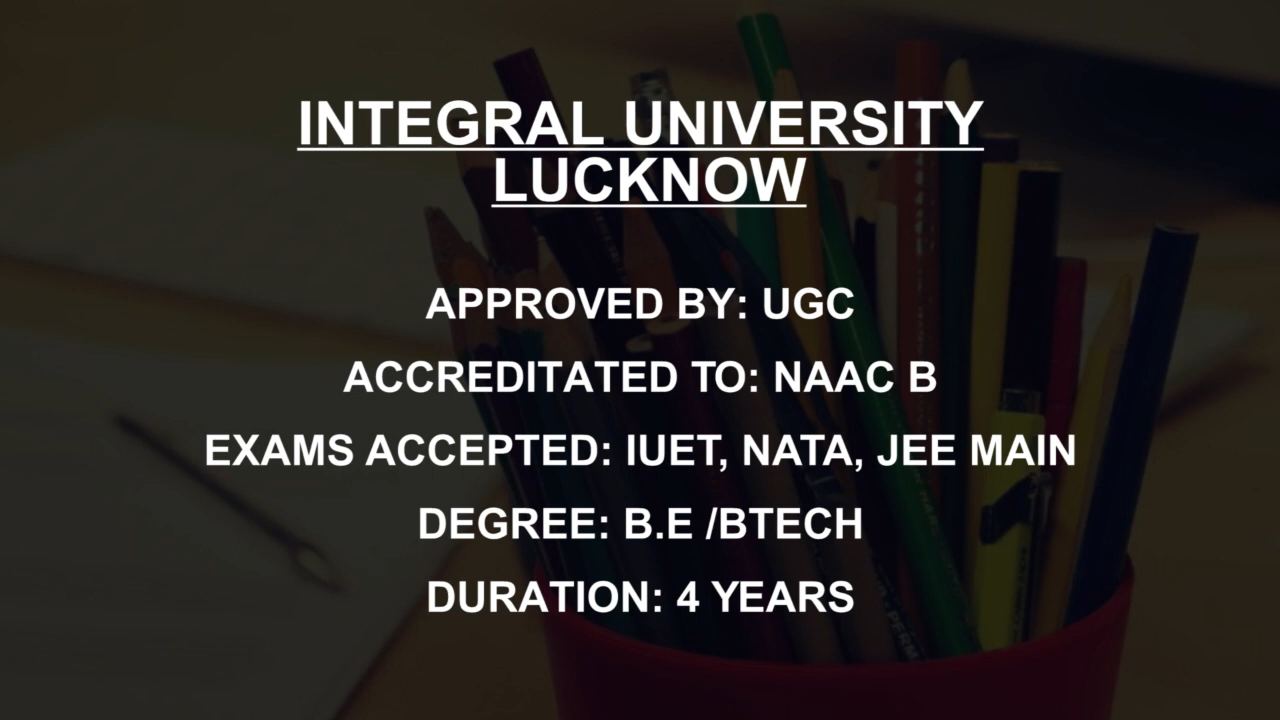 INTEGRAL UNIVERSITY
LUCKNOW
APPROVED BY: UGC
ACCREDITATED TO: NAAC B
EXAMS ACCEPTED: IUET, NATA, JEE MAIN
DEGREE: B.E /BTECH
DURATION: 4 YEARS